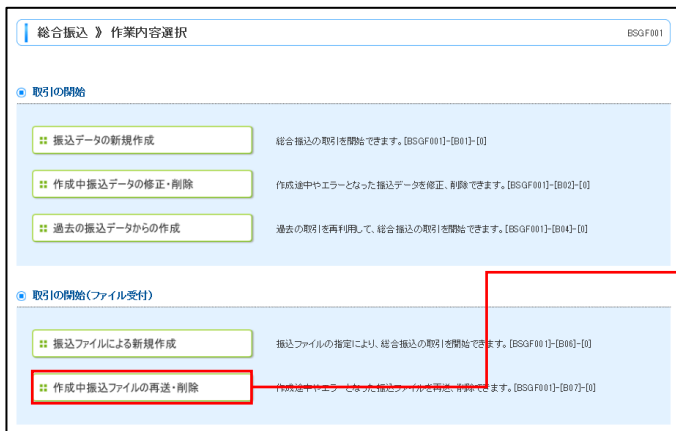 総合振込 》 作業内容選択
BSGF001
取引の開始
振込データの新規作成
総合振込の取引を開始できます。[BSGF001]-[B01]-[0]
作成中振込データの修正・削除
作成途中やエラーとなった振込データを修正、削除できます。[BSGF001]-[B02]-[0]
過去の振込データからの作成
過去の取引を再利用して、総合振込の取引を開始できます。[BSGF001]-[B04]-[0]
取引の開始(ファイル受付)
振込ファイルによる新規作成
振込ファイルの指定により、総合振込の取引を開始できます。[BSGF001]-[B06]-[0]
作成中振込ファイルの再送・削除
作成途中やエラーとなった振込ファイルを再送、削除できます。[BSGF001]-[B07]-[0]